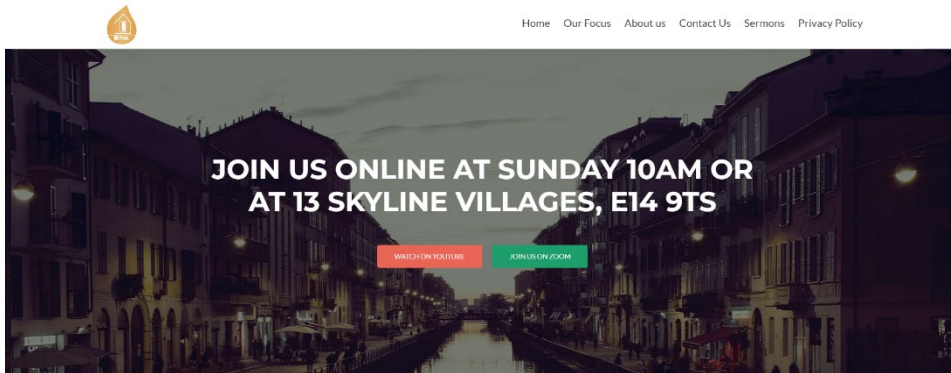 Home Our Focus About us Contact Us Sermons Privacy Policy
JOIN US ONLINE AT SUNDAY 10AM OR
AT 13 SKYLINE VILLAGES, E14 9TS
WATCH ON YOUTUBE JOIN US ON ZOOM